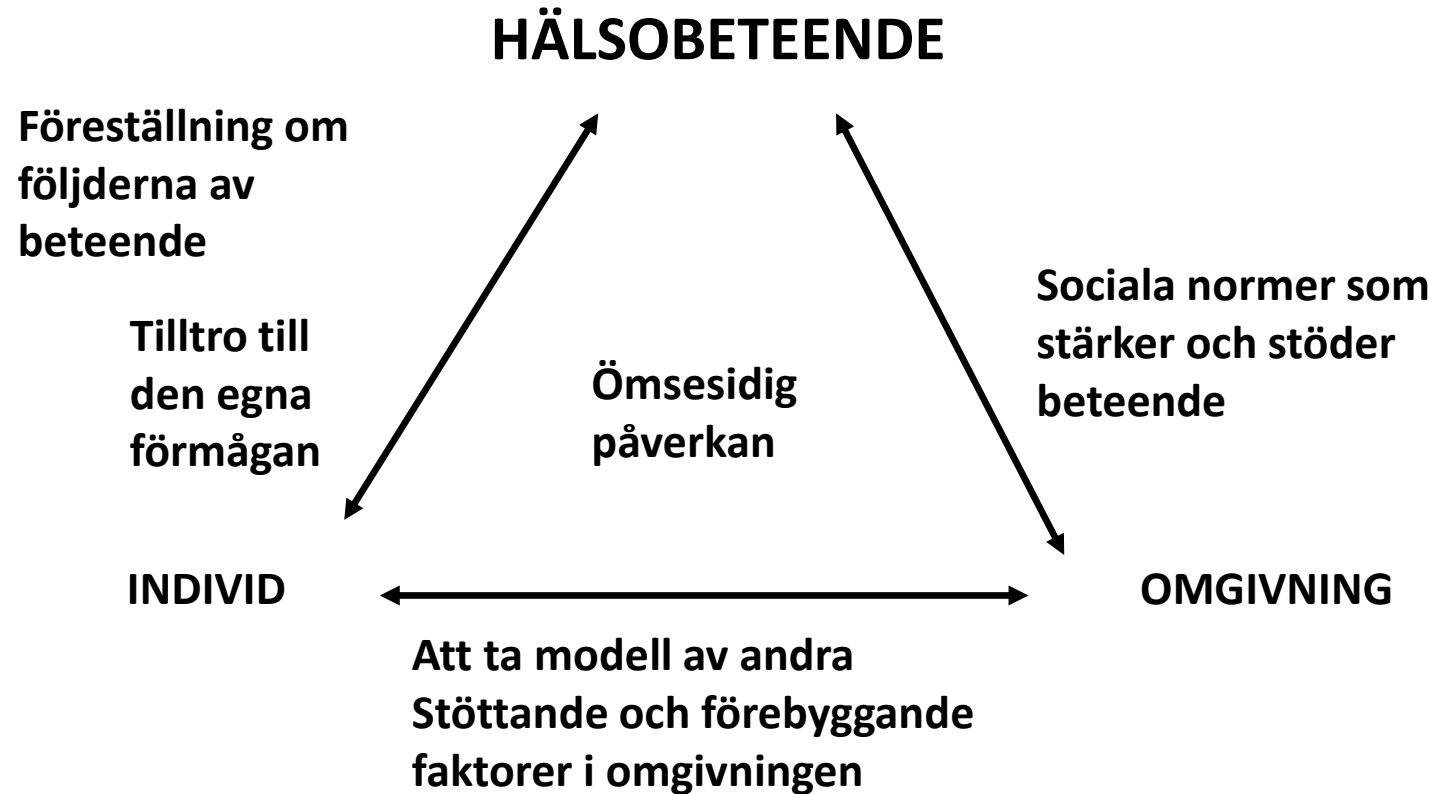 HÄLSOBETEENDE
Föreställning om
följderna av
beteende
Tilltro till
den egna
förmågan
Ömsesidig
påverkan
Sociala normer som
stärker och stöder
beteende
INDIVID
OMGIVNING
Att ta modell av andra
Stöttande och förebyggande
faktorer i omgivningen